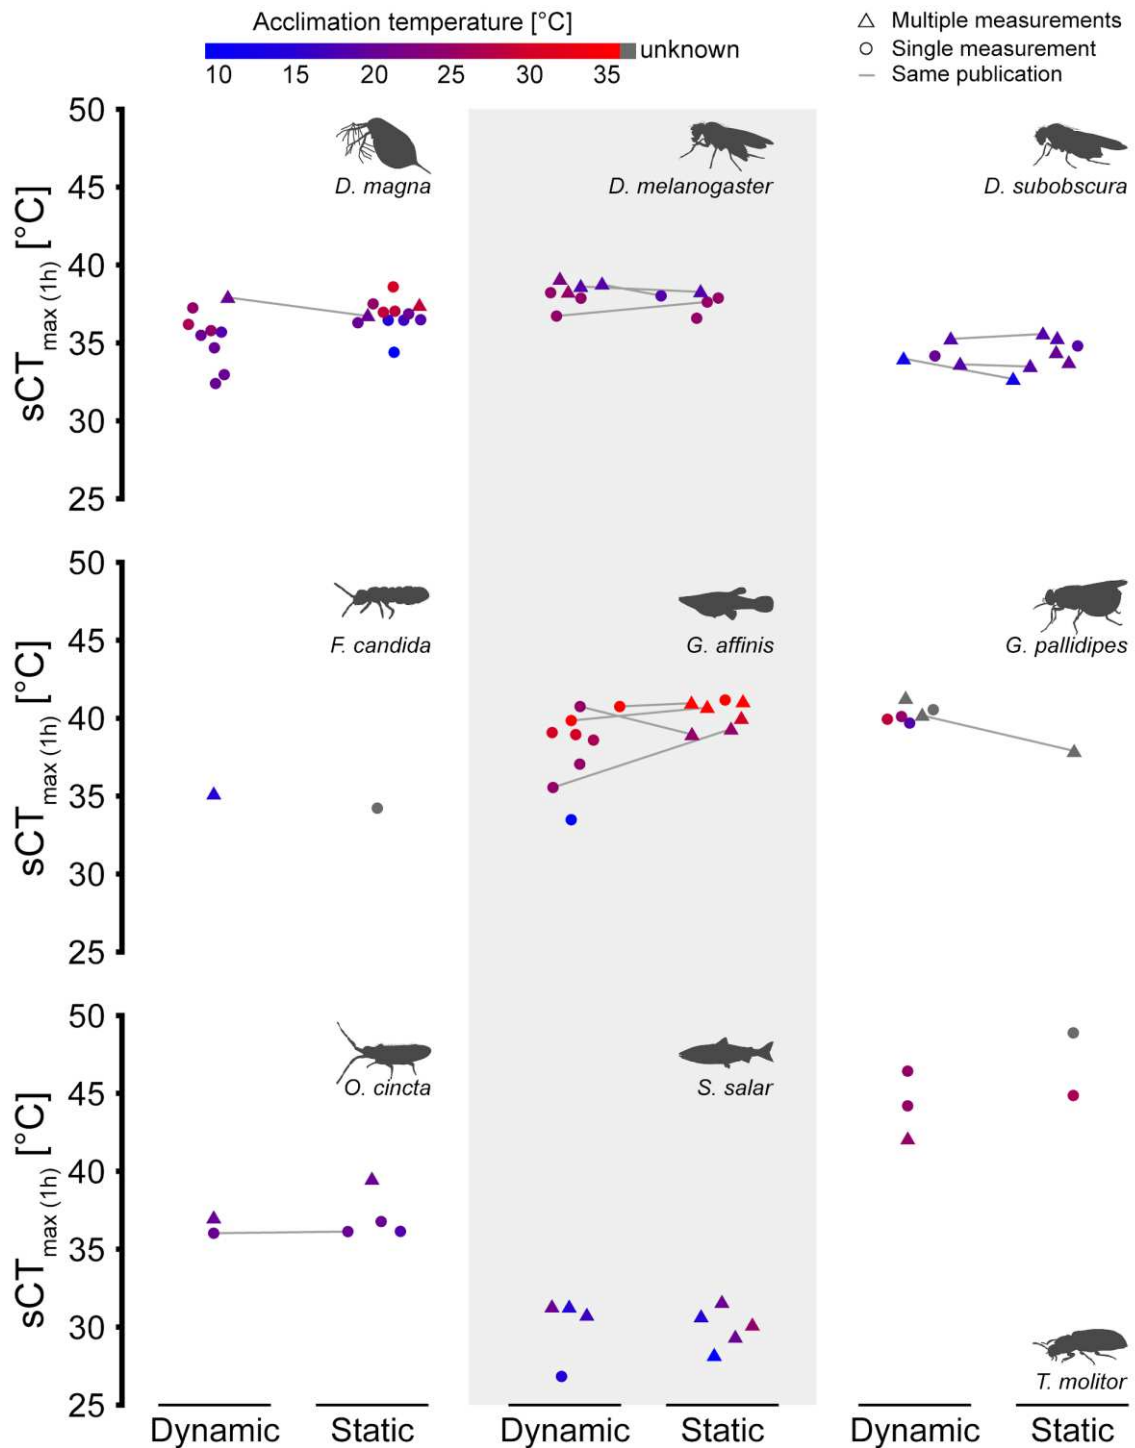 Acclimation temperature [°C]
unknown
10 15 20 25 30 35
Multiple measurements
Single measurement
Same publication
sCTmax (1h) [°C]
50
45
40
35
30
25
D. magna
D. melanogaster
D. subobscura
sCTmax (1h) [°C]
50
45
40
35
30
25
F. candida
G. affinis
G. pallidipes
sCTmax (1h) [°C]
50
45
40
35
30
25
O. cincta
S. salar
T. molitor
Dynamic Static Dynamic Static Dynamic Static